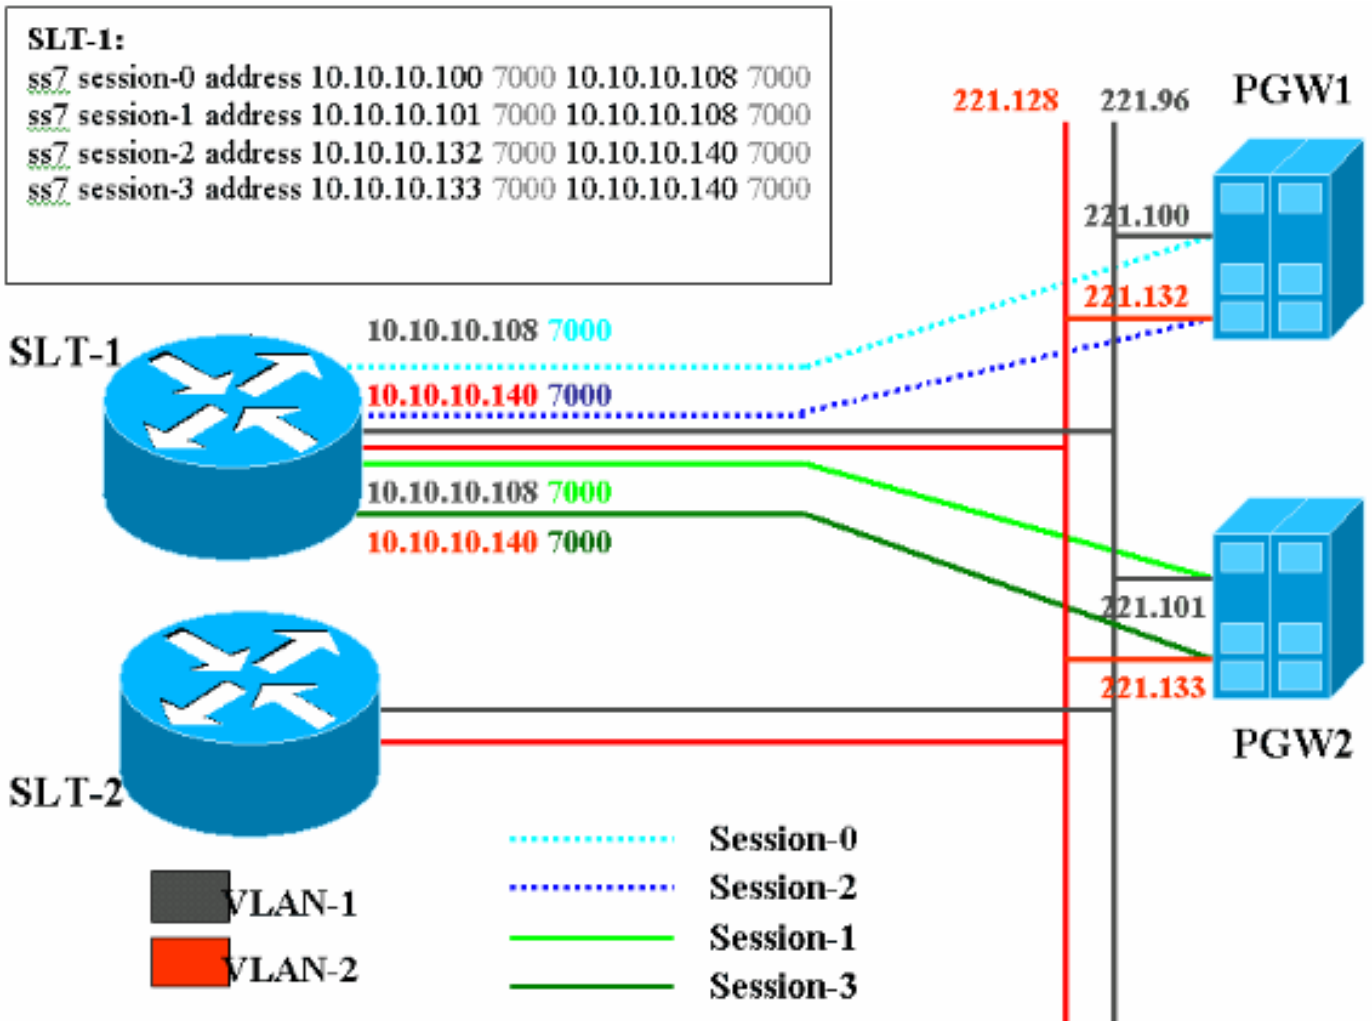 SLT-1:
ss7 session-0 address 10.10.10.100 7000 10.10.10.108 7000
ss7 session-1 address 10.10.10.101 7000 10.10.10.108 7000
ss7 session-2 address 10.10.10.132 7000 10.10.10.140 7000
ss7 session-3 address 10.10.10.133 7000 10.10.10.140 7000
221.128
221.96
PGW1
221.100
221.132
SLT-1
10.10.10.108 7000
10.10.10.140 7000
10.10.10.108 7000
10.10.10.140 7000
221.101
221.133
PGW2
SLT-2
VLAN-1
VLAN-2
Session-0
Session-2
Session-1
Session-3